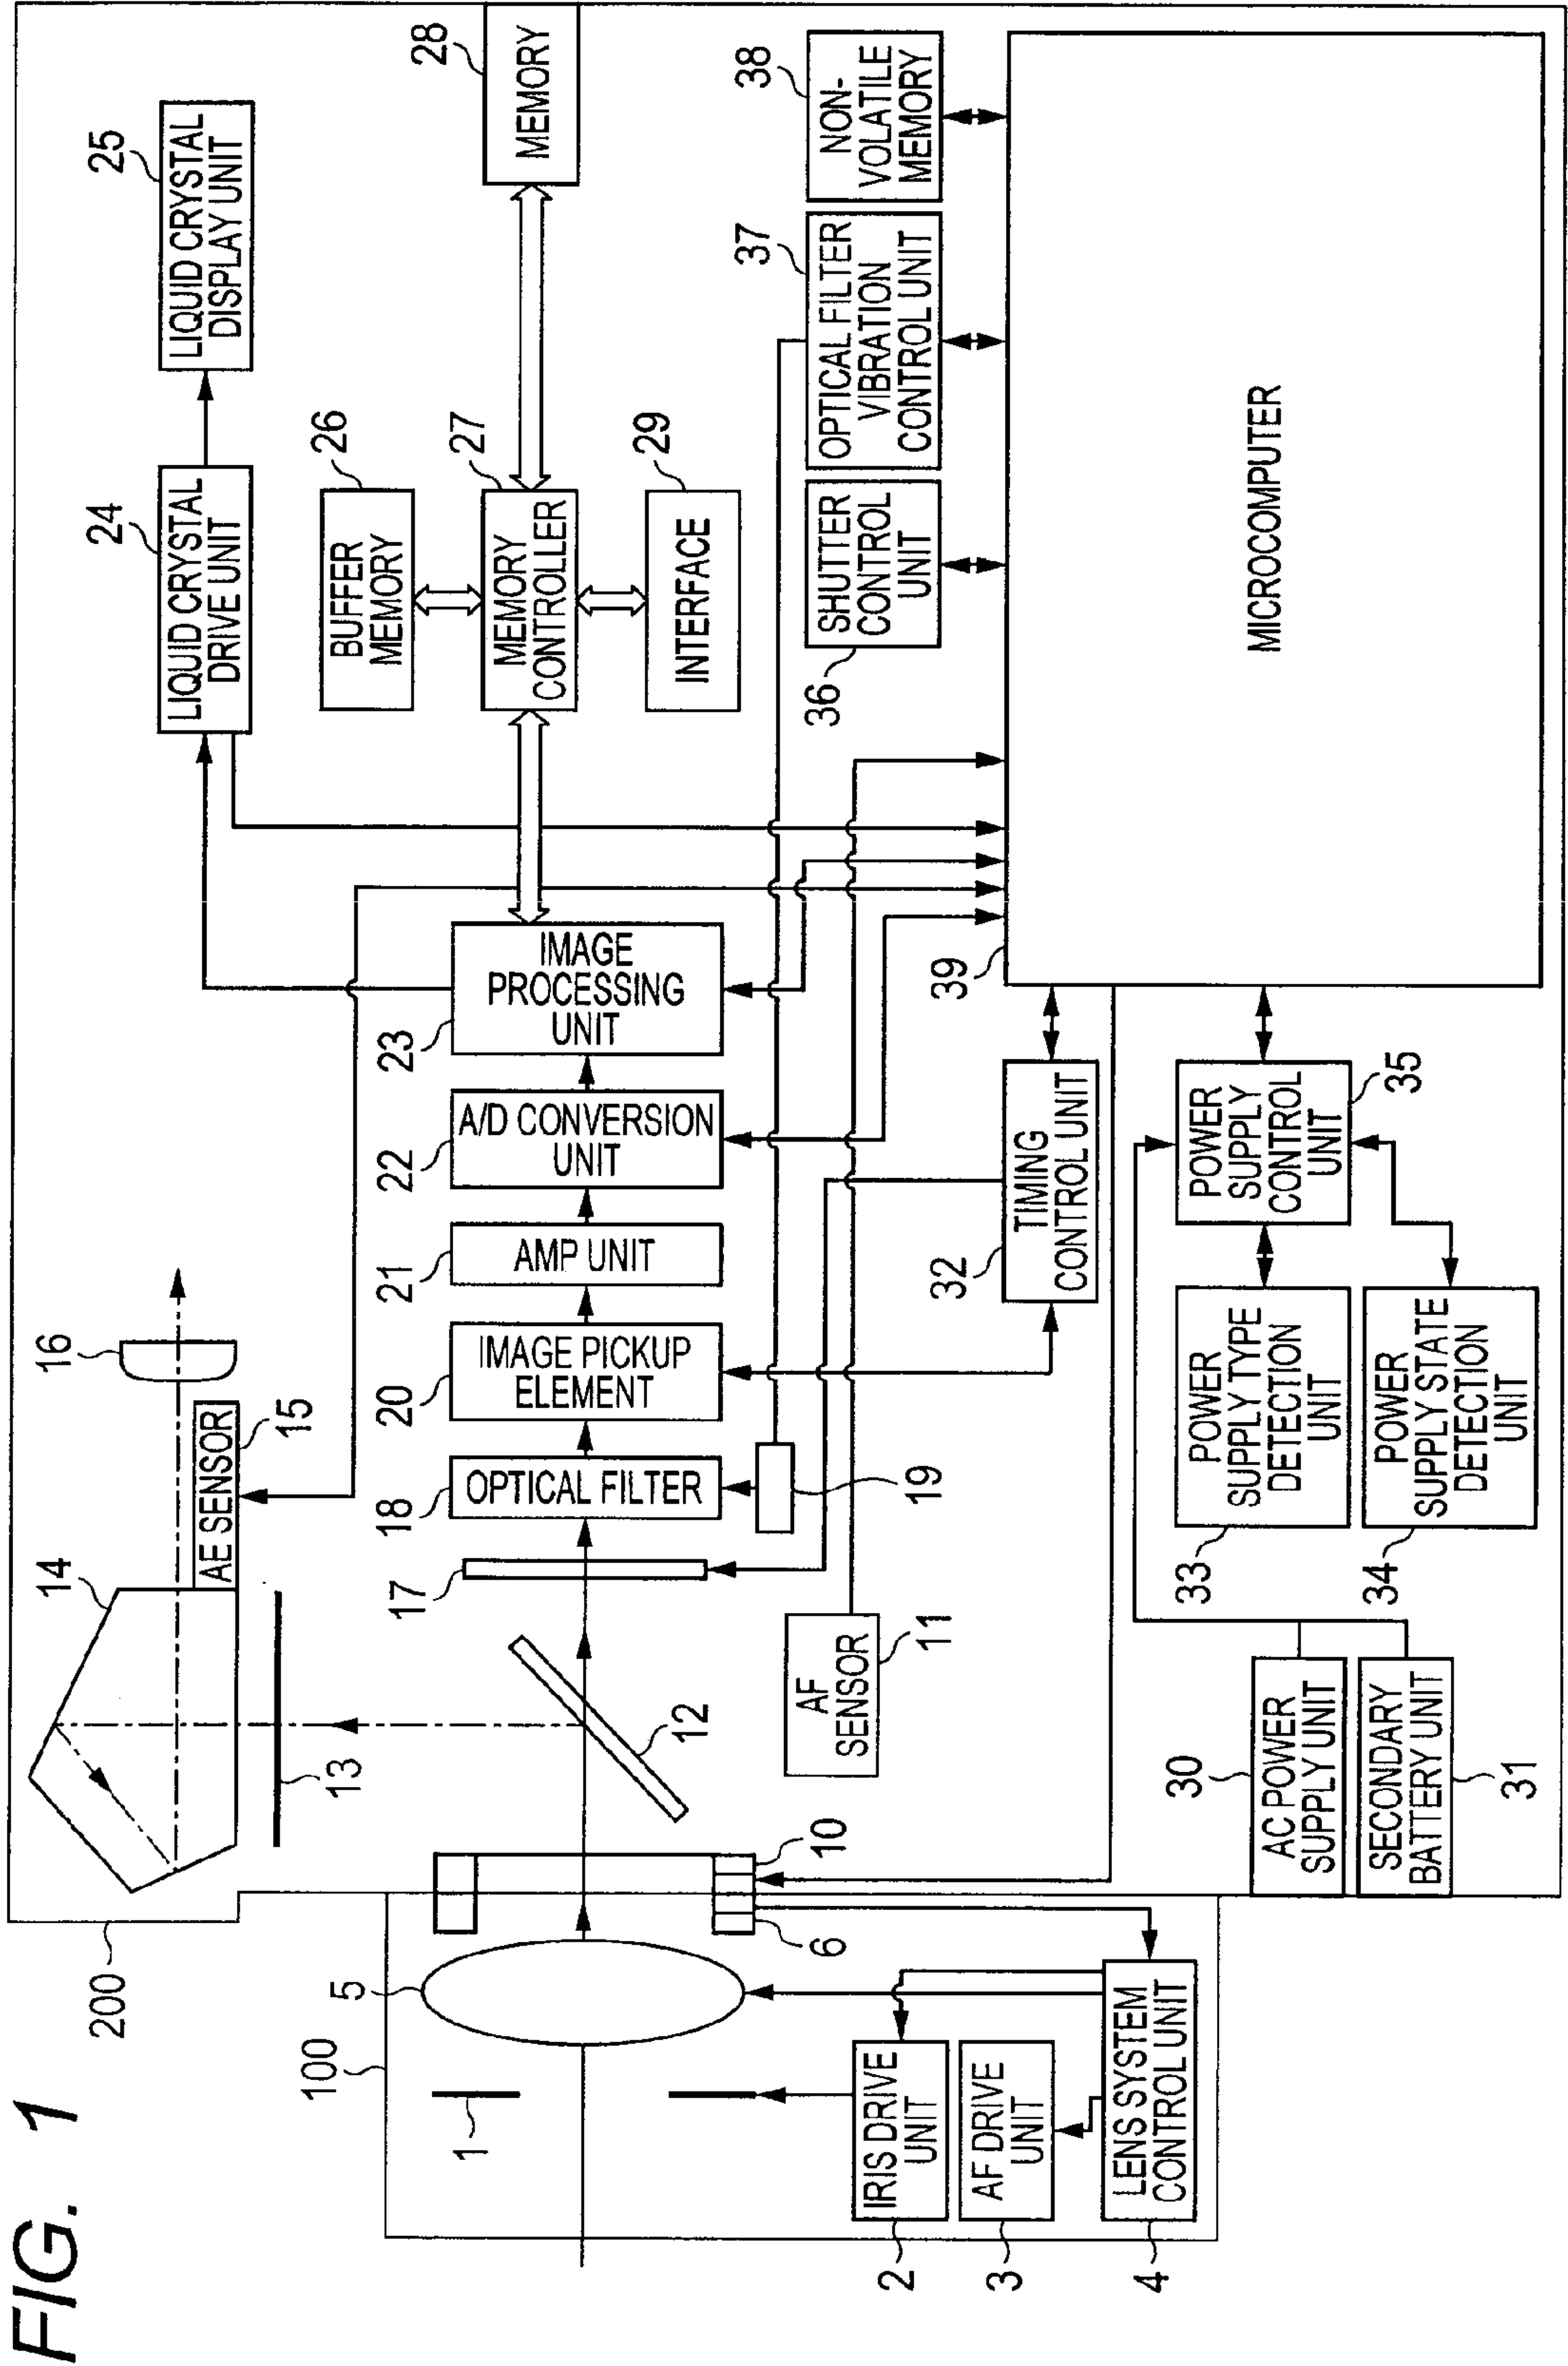 FIG. 1
200
14
16
AE SENSOR
15
13
24
LIQUID CRYSTAL
DRIVE UNIT
25
LIQUID CRYSTAL
DISPLAY UNIT
26
BUFFER
MEMORY
27
MEMORY
CONTROLLER
28
MEMORY
29
INTERFACE
100
5
1
6
10
12
17
18
OPTICAL FILTER
19
20
IMAGE PICKUP
ELEMENT
21
AMP UNIT
22
A/D CONVERSION
UNIT
23
IMAGE
PROCESSING
UNIT
AF
SENSOR
11
IRIS DRIVE
UNIT
2
AF DRIVE
UNIT
3
LENS SYSTEM
CONTROL UNIT
4
32
TIMING
CONTROL UNIT
36
SHUTTER
CONTROL
UNIT
37
OPTICAL FILTER
VIBRATION
CONTROL UNIT
38
NON-
VOLATILE
MEMORY
39
MICROCOMPUTER
30
AC POWER
SUPPLY UNIT
SECONDARY
BATTERY UNIT
31
33
POWER
SUPPLY TYPE
DETECTION
UNIT
34
POWER
SUPPLY STATE
DETECTION
UNIT
POWER
SUPPLY
CONTROL
UNIT
35